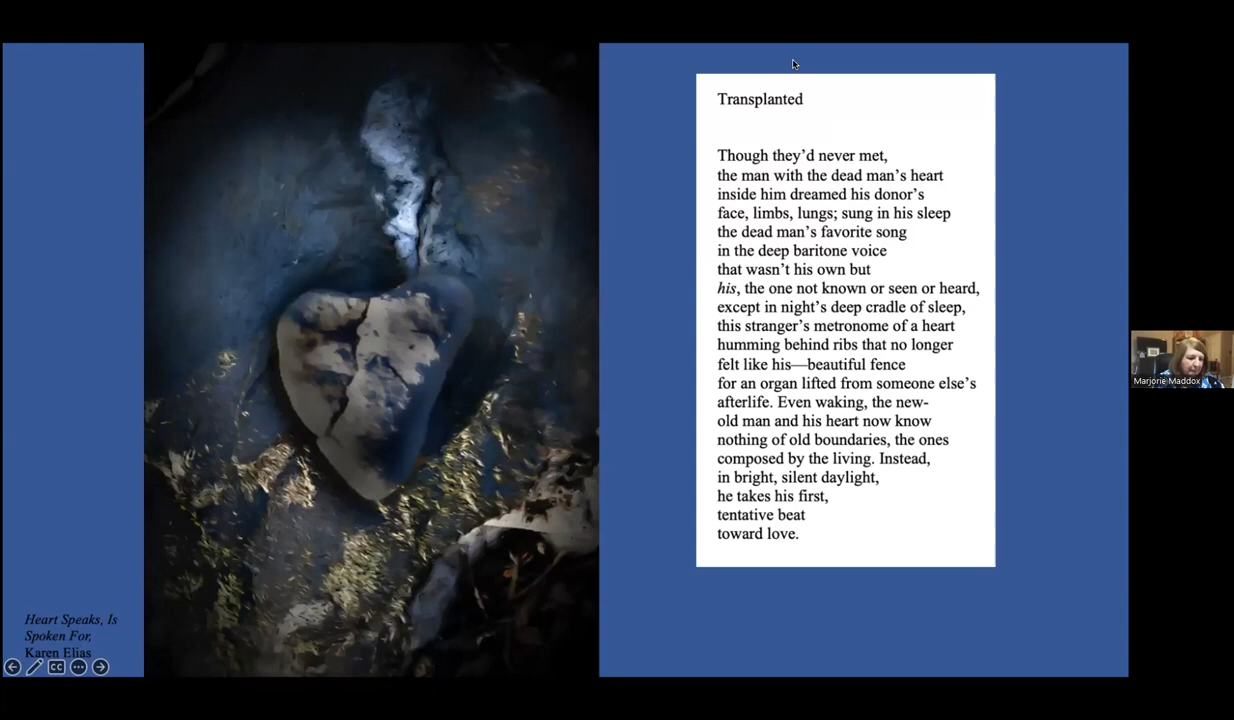 Transplanted
Though they’d never met,
the man with the dead man’s heart
inside him dreamed his donor’s
face, limbs, lungs; sung in his sleep
the dead man’s favorite song
in the deep baritone voice
that wasn’t his own but
his, the one not known or seen or heard,
except in night’s deep cradle of sleep,
this stranger’s metronome of a heart
humming behind ribs that no longer
felt like his—beautiful fence
for an organ lifted from someone else’s
afterlife. Even waking, the new-
old man and his heart now know
nothing of old boundaries, the ones
composed by the living. Instead,
in bright, silent daylight,
he takes his first,
tentative beat
toward love.
Heart Speaks, Is
Spoken For,
Karen Elias
CC
Marjorie Maddox